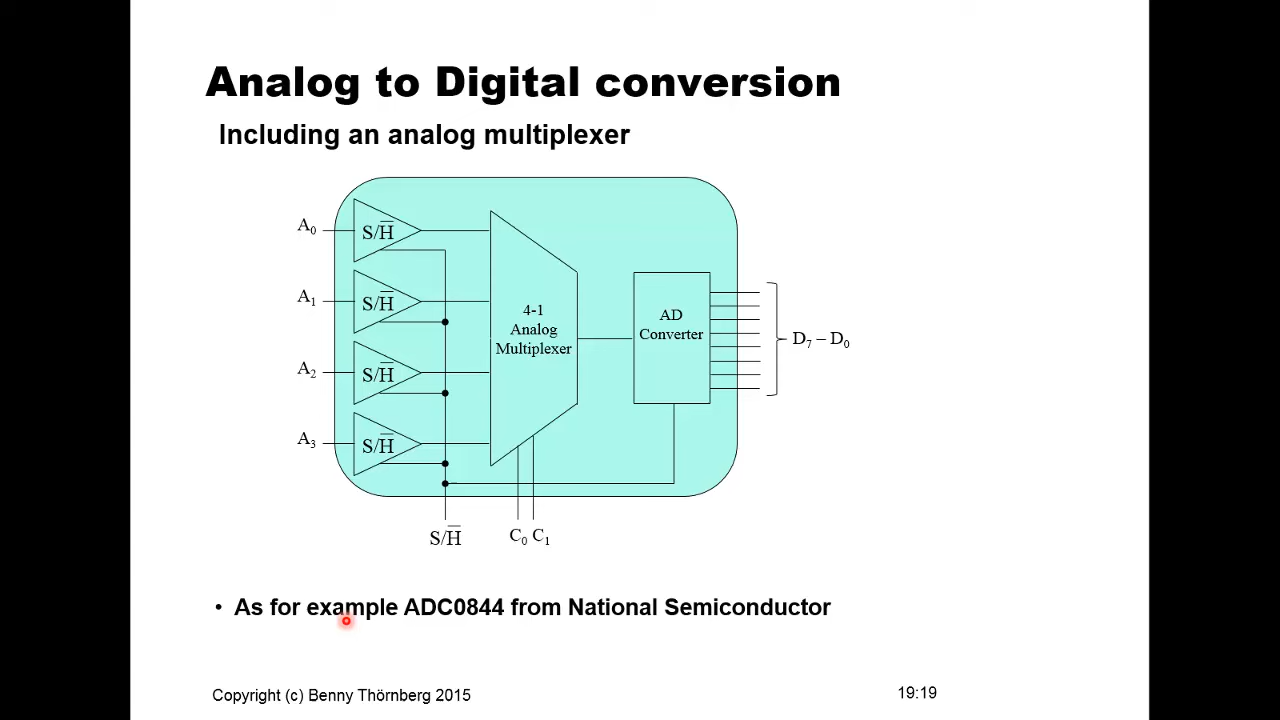 Analog to Digital conversion
Including an analog multiplexer
A₀
S/H̅
A₁
S/H̅
A₂
S/H̅
A₃
S/H̅
4-1
Analog
Multiplexer
AD
Converter
D₇ – D₀
S/H̅
C₀ C₁
• As for example ADC0844 from National Semiconductor
Copyright (c) Benny Thörnberg 2015
19:19